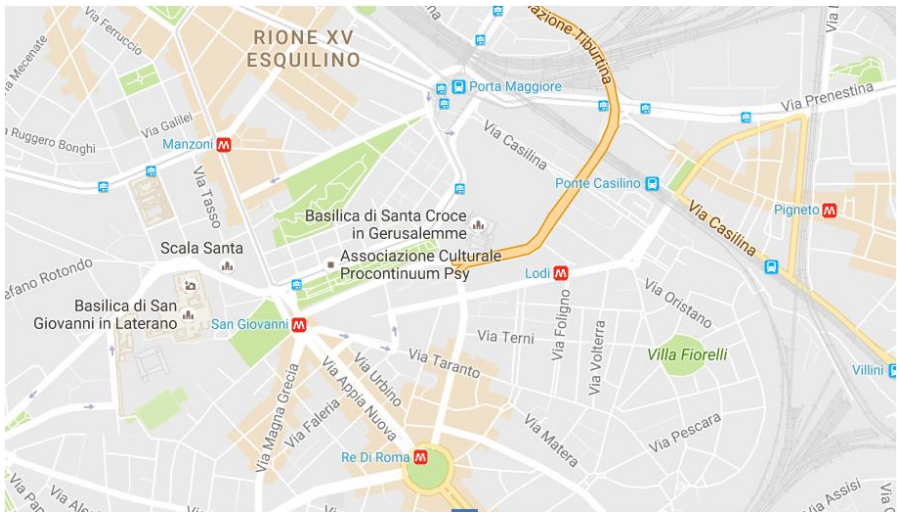 Via Ferruccio
RIONE XV
ESQUILINO
azione Tiburtina
Via Mecenate
Porta Maggiore
Via Prenestina
Via Galilei
Ruggero Bonghi
Manzoni
Via Casilina
Via Tasso
Ponte Casilino
Pigneto
Basilica di Santa Croce
in Gerusalemme
Via Casilina
Scala Santa
Associazione Culturale
Procontinuum Psy
efano Rotondo
Lodi
Via Oristano
Basilica di San
Giovanni in Laterano
San Giovanni
Via Terni
Via Foligno
Via Volterra
Villa Fiorelli
Via Taranto
Villini
Via Urbino
Via Appia Nuova
Via Magna Grecia
Via Faleria
Via Matera
Via Pescara
Re Di Roma
Via Assisi